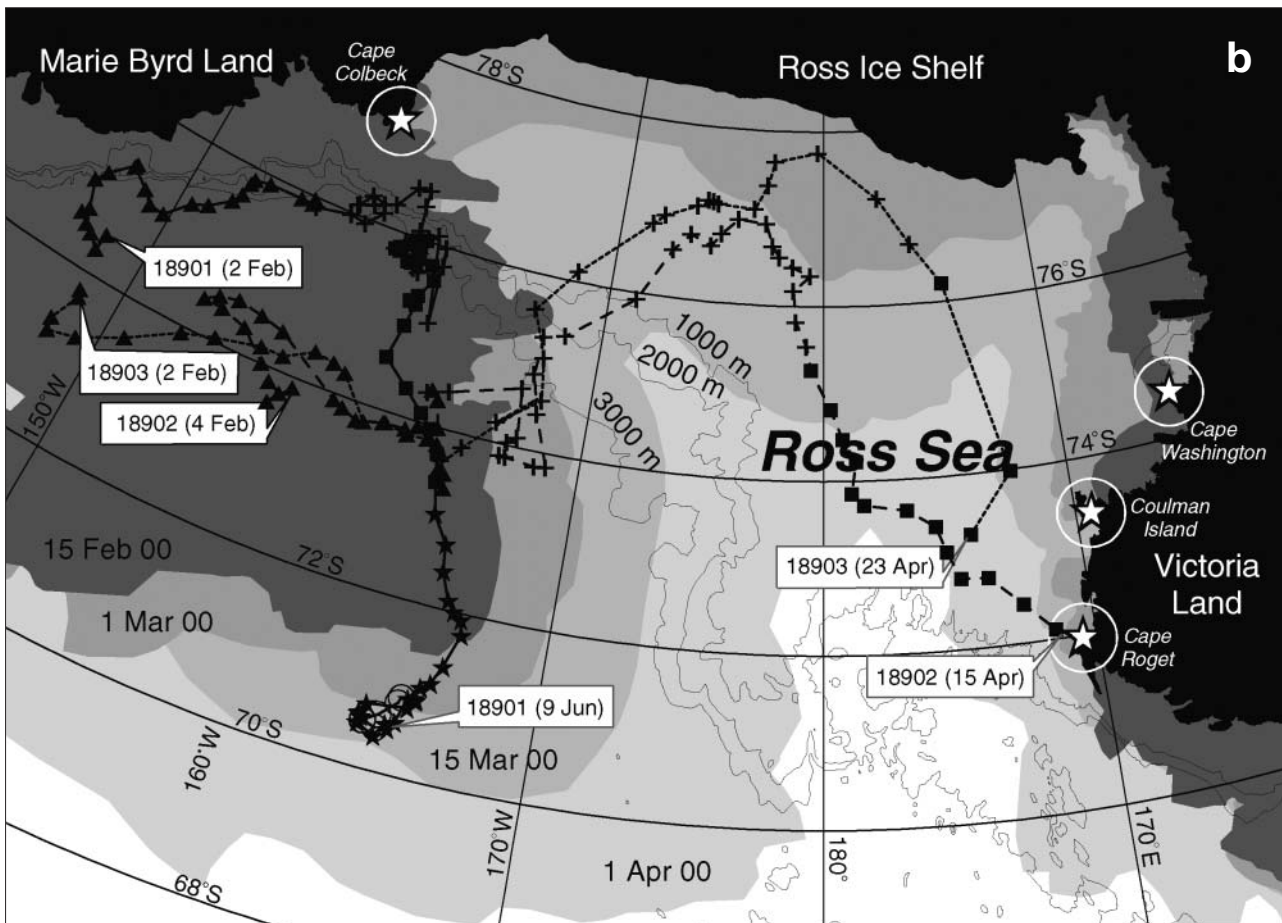 b
Marie Byrd Land
Cape
Colbeck
Ross Ice Shelf
78°S
76°S
18901 (2 Feb)
18903 (2 Feb)
18902 (4 Feb)
150°W
1000 m
2000 m
3000 m
Ross Sea
74°S
Cape
Washington
Coulman
Island
Victoria
Land
Cape
Roget
15 Feb 00
72°S
18903 (23 Apr)
1 Mar 00
18902 (15 Apr)
18901 (9 Jun)
70°S
160°W
15 Mar 00
170°W
180°
170°E
1 Apr 00
68°S